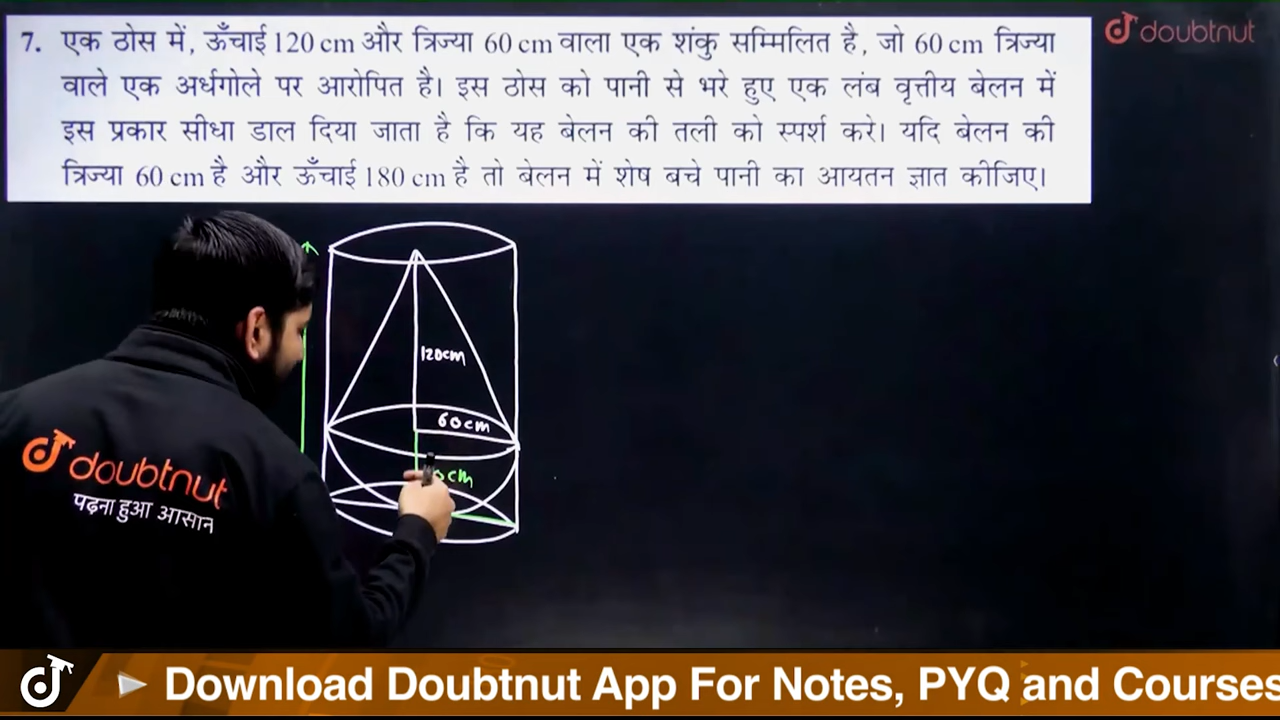 7. एक ठोस में, ऊँचाई 120 cm और त्रिज्या 60 cm वाला एक शंकु सम्मिलित है, जो 60 cm त्रिज्या
वाले एक अर्धगोले पर आरोपित है। इस ठोस को पानी से भरे हुए एक लंब वृत्तीय बेलन में
इस प्रकार सीधा डाल दिया जाता है कि यह बेलन की तली को स्पर्श करे। यदि बेलन की
त्रिज्या 60 cm है और ऊँचाई 180 cm है तो बेलन में शेष बचे पानी का आयतन ज्ञात कीजिए।
doubtnut
120cm
60cm
cm
doubtnut
पढ़ना हुआ आसान
Download Doubtnut App For Notes, PYQ and Courses